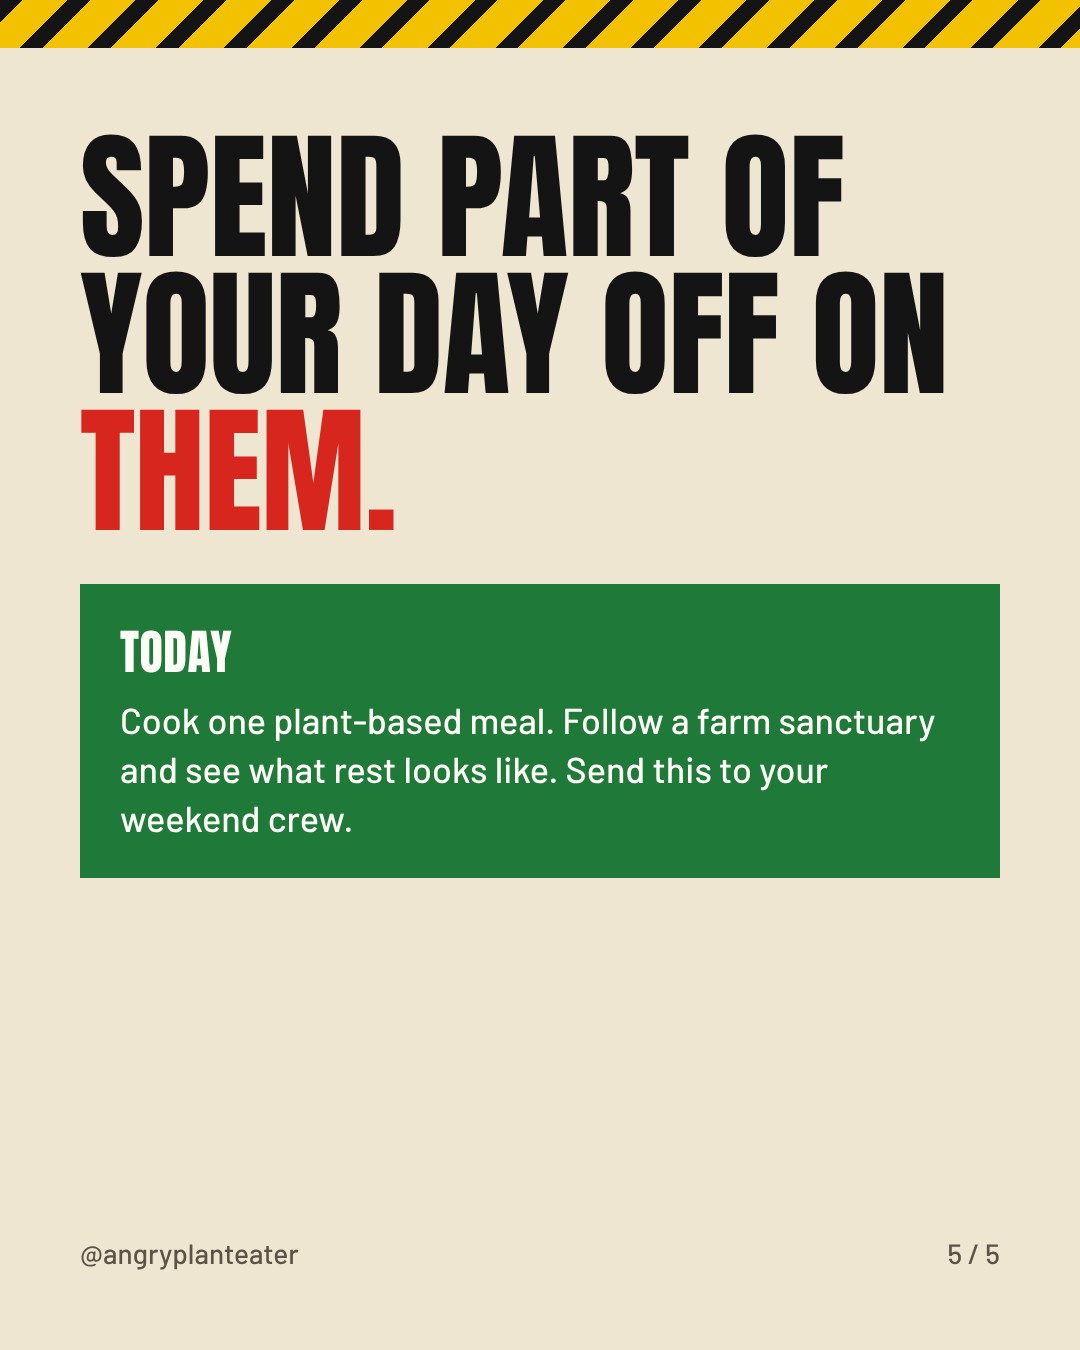 SPEND PART OF
YOUR DAY OFF ON
THEM.
TODAY
Cook one plant-based meal. Follow a farm sanctuary
and see what rest looks like. Send this to your
weekend crew.
@angryplanteater
5 / 5